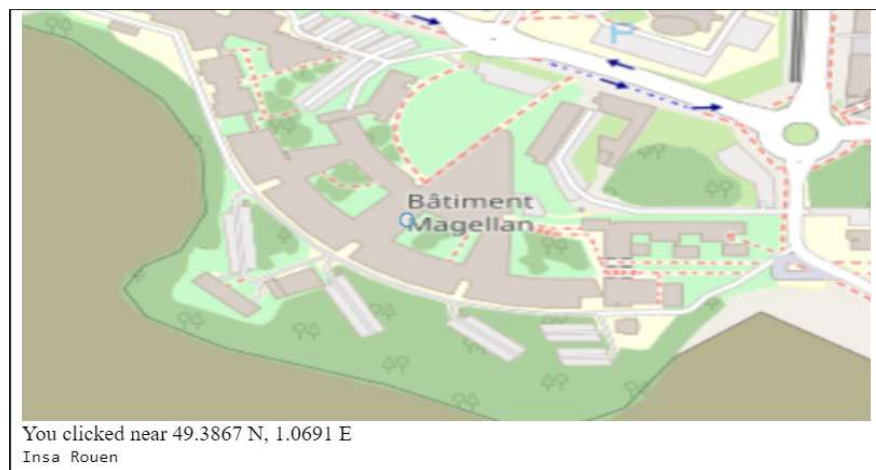 P
Bâtiment
Magellan
You clicked near 49.3867 N, 1.0691 E
Insa Rouen